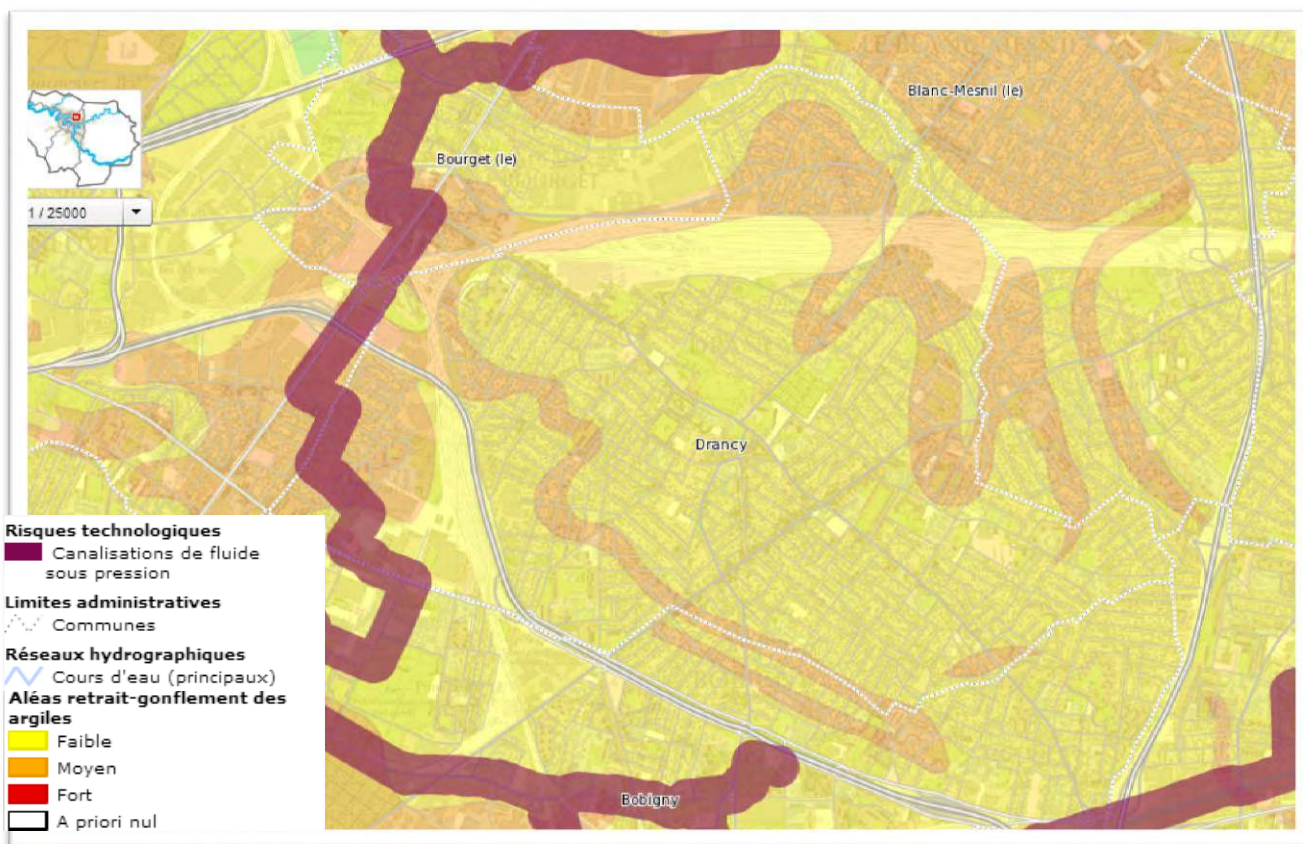 Blanc-Mesnil (le)
Bourget (le)
1 / 25000
Drancy
Bobigny
Risques technologiques
Canalisations de fluide
sous pression
Limites administratives
Communes
Réseaux hydrographiques
Cours d'eau (principaux)
Aléas retrait-gonflement des
argiles
Faible
Moyen
Fort
A priori nul